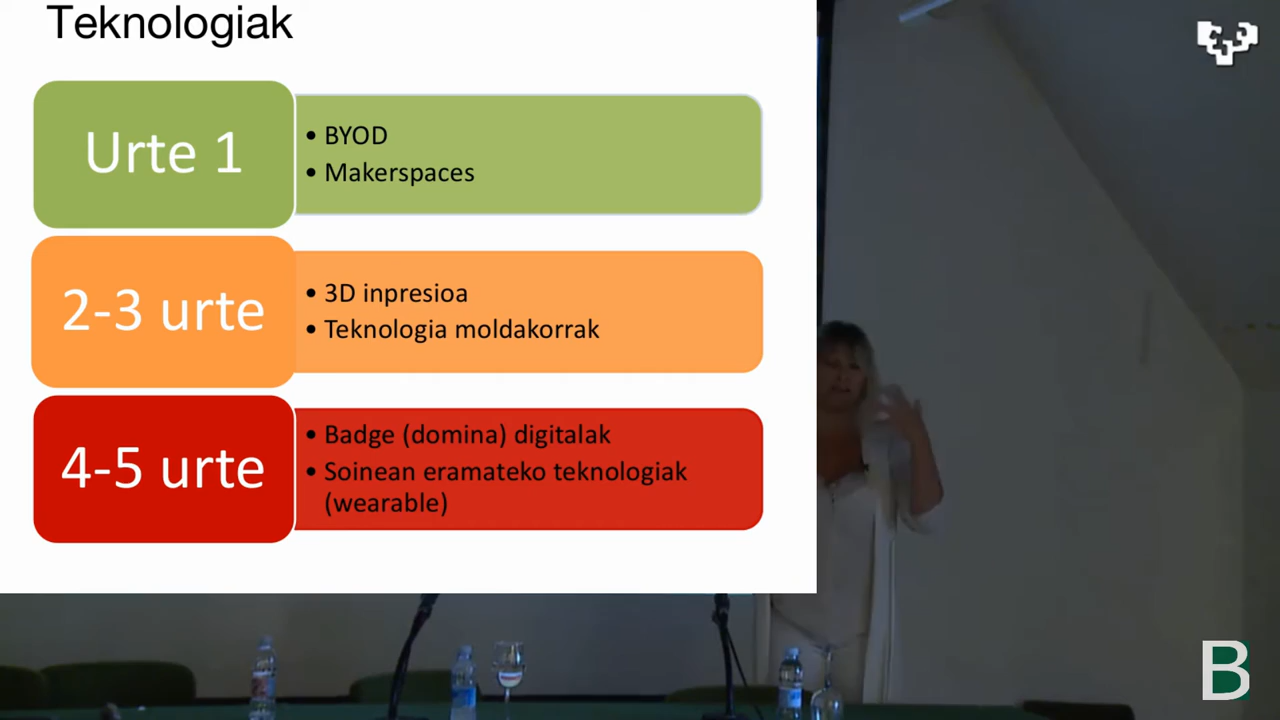 Teknologiak
Urte 1
• BYOD
• Makerspaces
2-3 urte
• 3D inpresioa
• Teknologia moldakorrak
4-5 urte
• Badge (domina) digitalak
• Soinean eramateko teknologiak
(wearable)
B